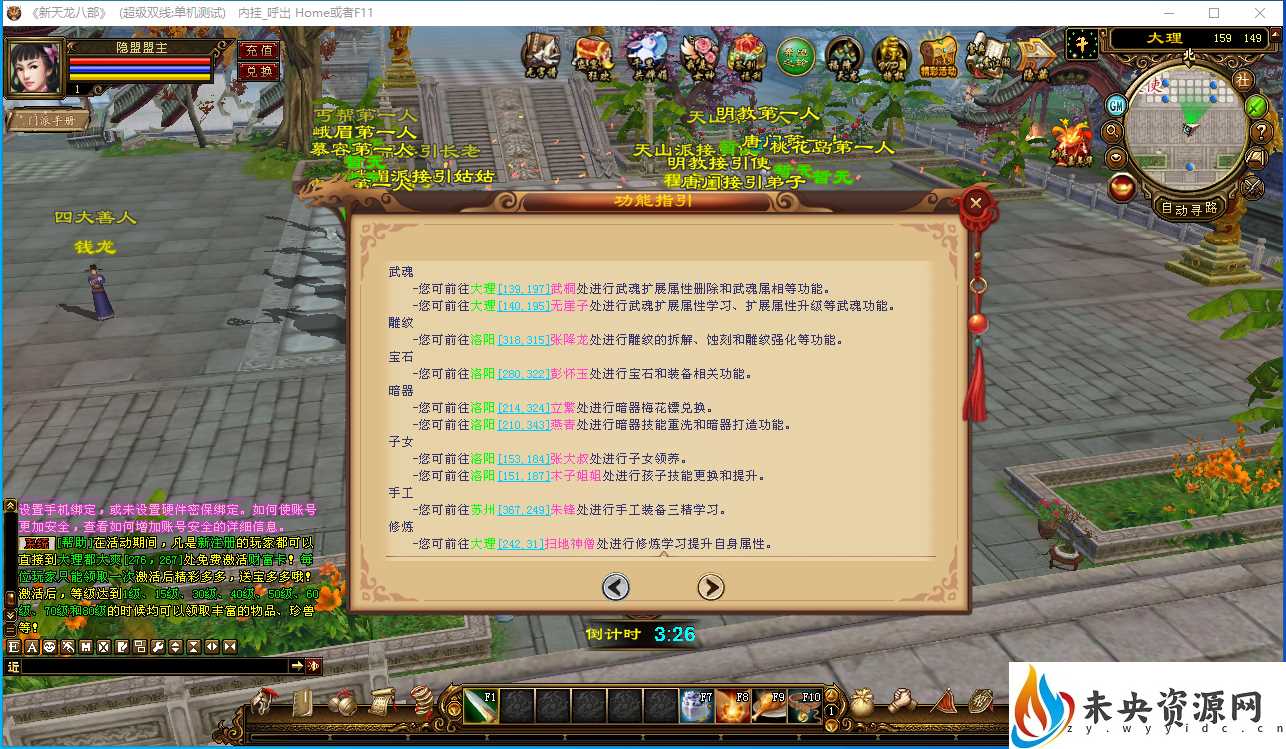 《新天龙八部》 (超级双线:单机测试) 内挂_呼出 Home或者F11
隐盟盟主
充值
兑换
1
门派手册
精彩活动
大理 159 149
北
社
GM
自动寻路
丐帮第一人
峨眉第一人
慕容第一人
明教第一人
桃花岛第一人
天山派接引
明教接引使
四大善人
钱龙
功能指引
武魂
-您可前往大理[139,197]武桐处进行武魂扩展属性删除和武魂属相等功能。
-您可前往大理[140,195]无崖子处进行武魂扩展属性学习、扩展属性升级等武魂功能。
雕纹
-您可前往洛阳[318,315]张降龙处进行雕纹的拆解、蚀刻和雕纹强化等功能。
宝石
-您可前往洛阳[280,322]彭怀玉处进行宝石和装备相关功能。
暗器
-您可前往洛阳[214,324]立繁处进行暗器梅花镖兑换。
-您可前往洛阳[210,343]燕青处进行暗器技能重洗和暗器打造功能。
子女
-您可前往洛阳[153,184]张大叔处进行子女领养。
-您可前往洛阳[151,187]木子姐姐处进行孩子技能更换和提升。
手工
-您可前往苏州[367,249]朱锋处进行手工装备三精学习。
修炼
-您可前往大理[242,31]扫地神僧处进行修炼学习提升自身属性。
倒计时 3:26
设置手机绑定，或未设置硬件密保绑定。如何使账号
更加安全，查看如何增加账号安全的详细信息。
系统 [帮助]在活动期间，凡是新注册的玩家都可以
直接到大理都大爽[276，267]处免费激活财富卡！每
位玩家只能领取一次激活后精彩多多，送宝多多哦！
激活后，等级达到1级、15级、30级、40级、50级、60
级、70级和80级的时候均可以领取丰富的物品、珍兽
等！
近
F1 F7 F8 F9 F10
1
未央资源网
zy.wyyidc.cn